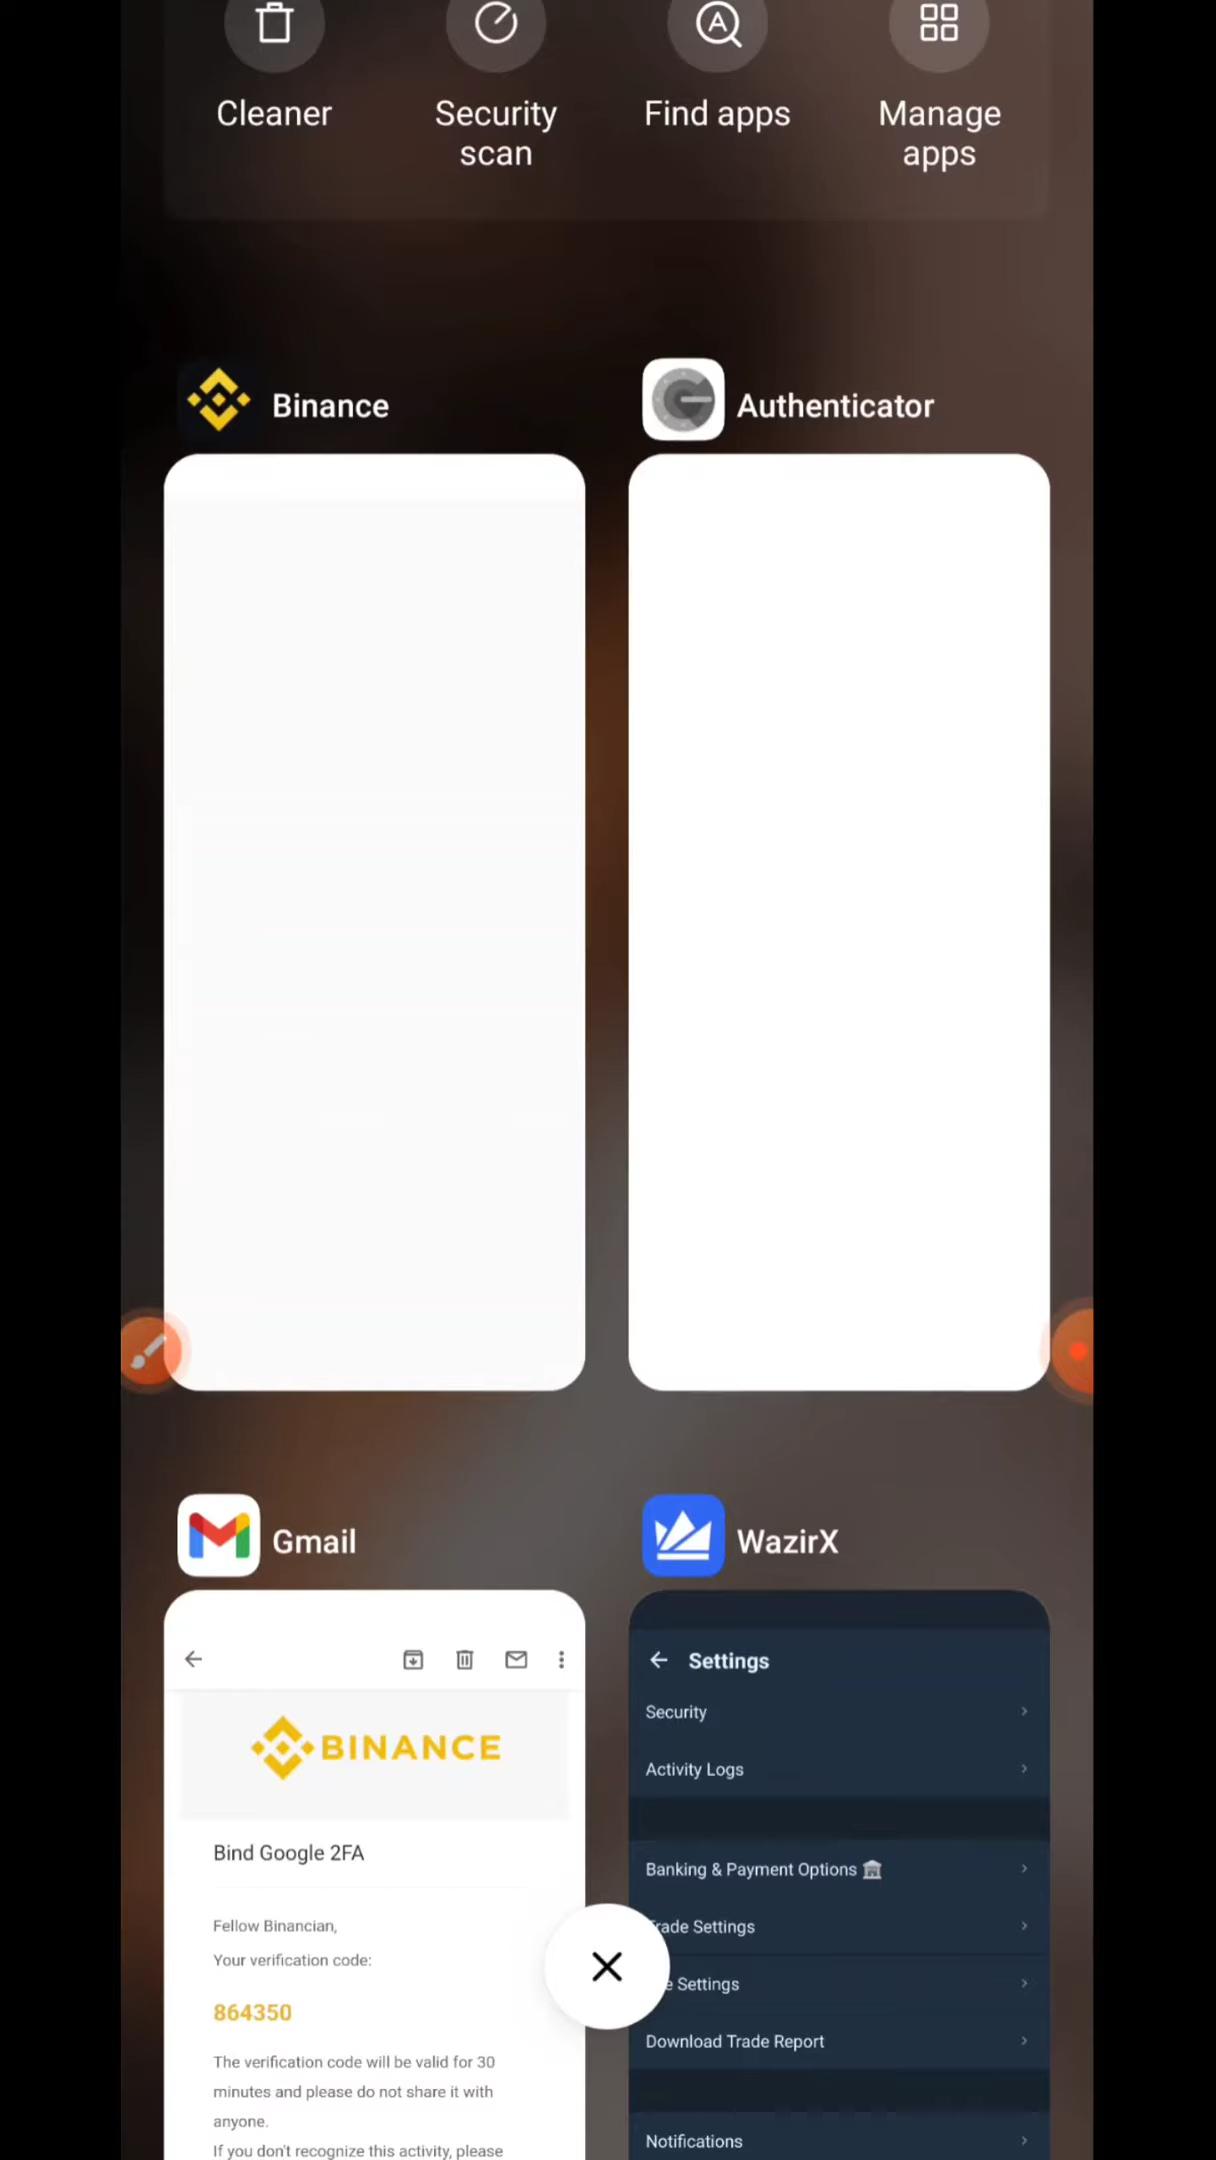 Cleaner
Security
scan
Find apps
Manage
apps
Binance
Authenticator
Gmail
WazirX
BINANCE
Bind Google 2FA
Fellow Binancian,
Your verification code:
864350
The verification code will be valid for 30
minutes and please do not share it with
anyone.
If you don't recognize this activity, please
Settings
Security
Activity Logs
Banking & Payment Options
rade Settings
e Settings
Download Trade Report
Notifications